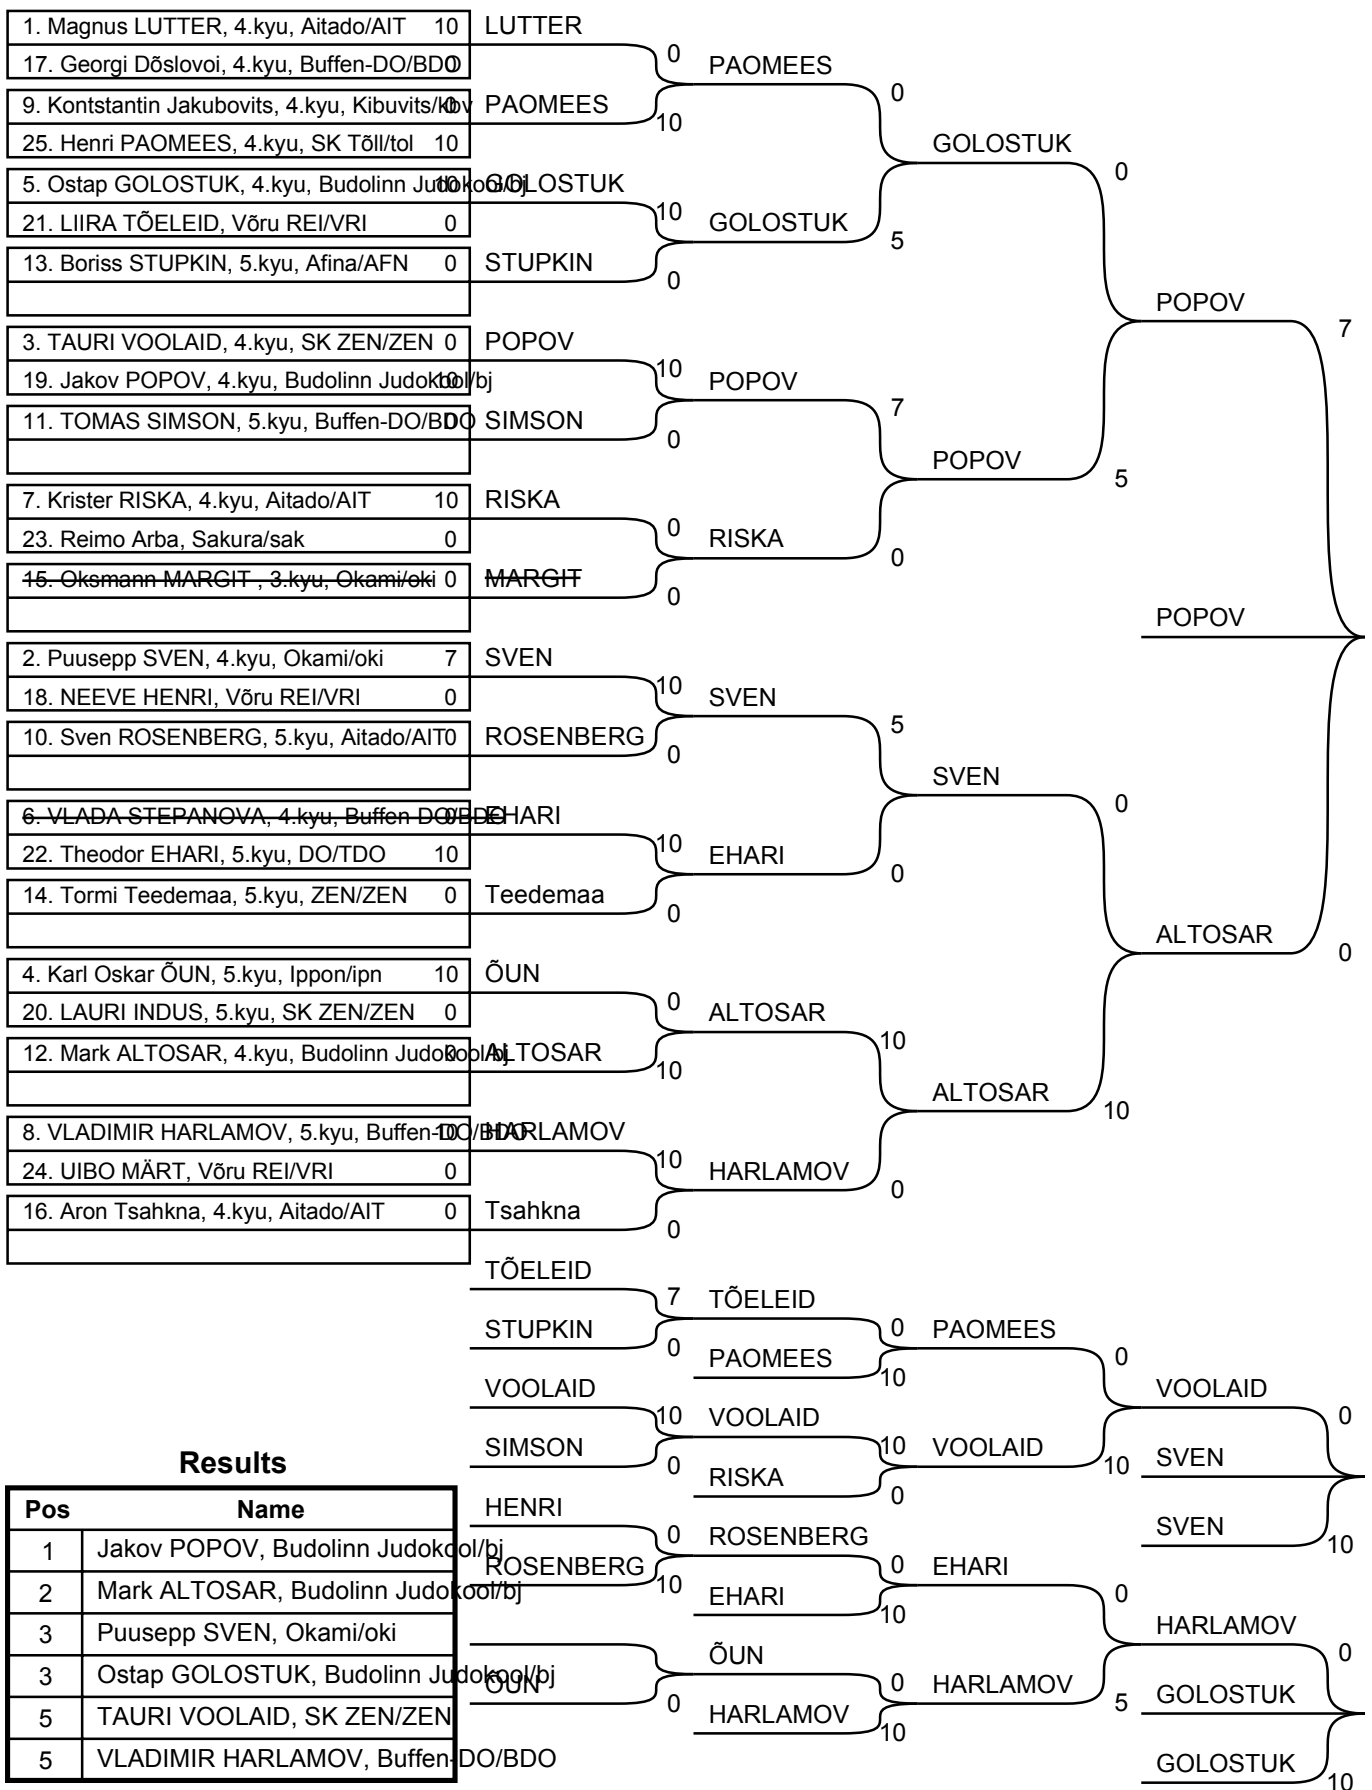 1. Magnus LUTTER, 4.kyu, Aitado/AIT 10
17. Georgi Dõslovoi, 4.kyu, Buffen-DO/BDO 0
9. Kontstantin Jakubovits, 4.kyu, Kibuvits/kbv 0
25. Henri PAOMEES, 4.kyu, SK Tõll/tol 10
5. Ostap GOLOSTUK, 4.kyu, Budolinn Judokool/bj 10
21. LIIRA TÕELEID, Võru REI/VRI 0
13. Boriss STUPKIN, 5.kyu, Afina/AFN 0
3. TAURI VOOLAID, 4.kyu, SK ZEN/ZEN 0
19. Jakov POPOV, 4.kyu, Budolinn Judokool/bj 10
11. TOMAS SIMSON, 5.kyu, Buffen-DO/BDO 0
7. Krister RISKA, 4.kyu, Aitado/AIT 10
23. Reimo Arba, Sakura/sak 0
15. Oksmann MARGIT , 3.kyu, Okami/oki 0
2. Puusepp SVEN, 4.kyu, Okami/oki 7
18. NEEVE HENRI, Võru REI/VRI 0
10. Sven ROSENBERG, 5.kyu, Aitado/AIT 0
6. VLADA STEPANOVA, 4.kyu, Buffen-DO/BDO 0
22. Theodor EHARI, 5.kyu, DO/TDO 10
14. Tormi Teedemaa, 5.kyu, ZEN/ZEN 0
4. Karl Oskar ÕUN, 5.kyu, Ippon/ipn 10
20. LAURI INDUS, 5.kyu, SK ZEN/ZEN 0
12. Mark ALTOSAR, 4.kyu, Budolinn Judokool/bj 0
8. VLADIMIR HARLAMOV, 5.kyu, Buffen-DO/BDO 10
24. UIBO MÄRT, Võru REI/VRI 0
16. Aron Tsahkna, 4.kyu, Aitado/AIT 0
LUTTER 0
PAOMEES 10
GOLOSTUK 10
STUPKIN 0
POPOV 10
SIMSON 0
RISKA 0
MARGIT 0
SVEN 10
ROSENBERG 0
EHARI 10
Teedemaa 0
ÕUN 0
ALTOSAR 10
HARLAMOV 10
Tsahkna 0
PAOMEES 0
GOLOSTUK 5
POPOV 7
RISKA 0
SVEN 5
EHARI 0
ALTOSAR 10
HARLAMOV 0
GOLOSTUK 0
POPOV 5
SVEN 0
ALTOSAR 10
POPOV 7
ALTOSAR 0
POPOV
TÕELEID 7
STUPKIN 0
VOOLAID 10
SIMSON 0
HENRI 0
ROSENBERG 10
ÕUN 0
TÕELEID 0
PAOMEES 10
VOOLAID 10
RISKA 0
ROSENBERG 0
EHARI 10
ÕUN 0
HARLAMOV 10
PAOMEES 0
VOOLAID 10
EHARI 0
HARLAMOV 5
VOOLAID 0
SVEN
SVEN 10
HARLAMOV 0
GOLOSTUK
GOLOSTUK 10
Results
Pos Name
1 Jakov POPOV, Budolinn Judokool/bj
2 Mark ALTOSAR, Budolinn Judokool/bj
3 Puusepp SVEN, Okami/oki
3 Ostap GOLOSTUK, Budolinn Judokool/bj
5 TAURI VOOLAID, SK ZEN/ZEN
5 VLADIMIR HARLAMOV, Buffen-DO/BDO